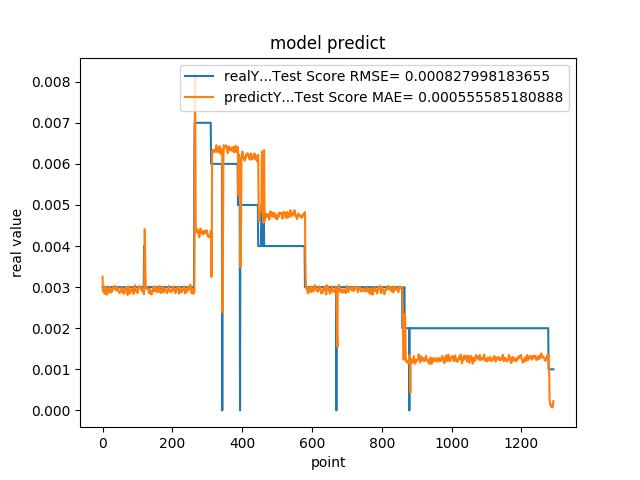 model predict
realY...Test Score RMSE= 0.000827998183655
predictY...Test Score MAE= 0.000555585180888
0.008
0.007
0.006
0.005
0.004
0.003
0.002
0.001
0.000
real value
0 200 400 600 800 1000 1200
point